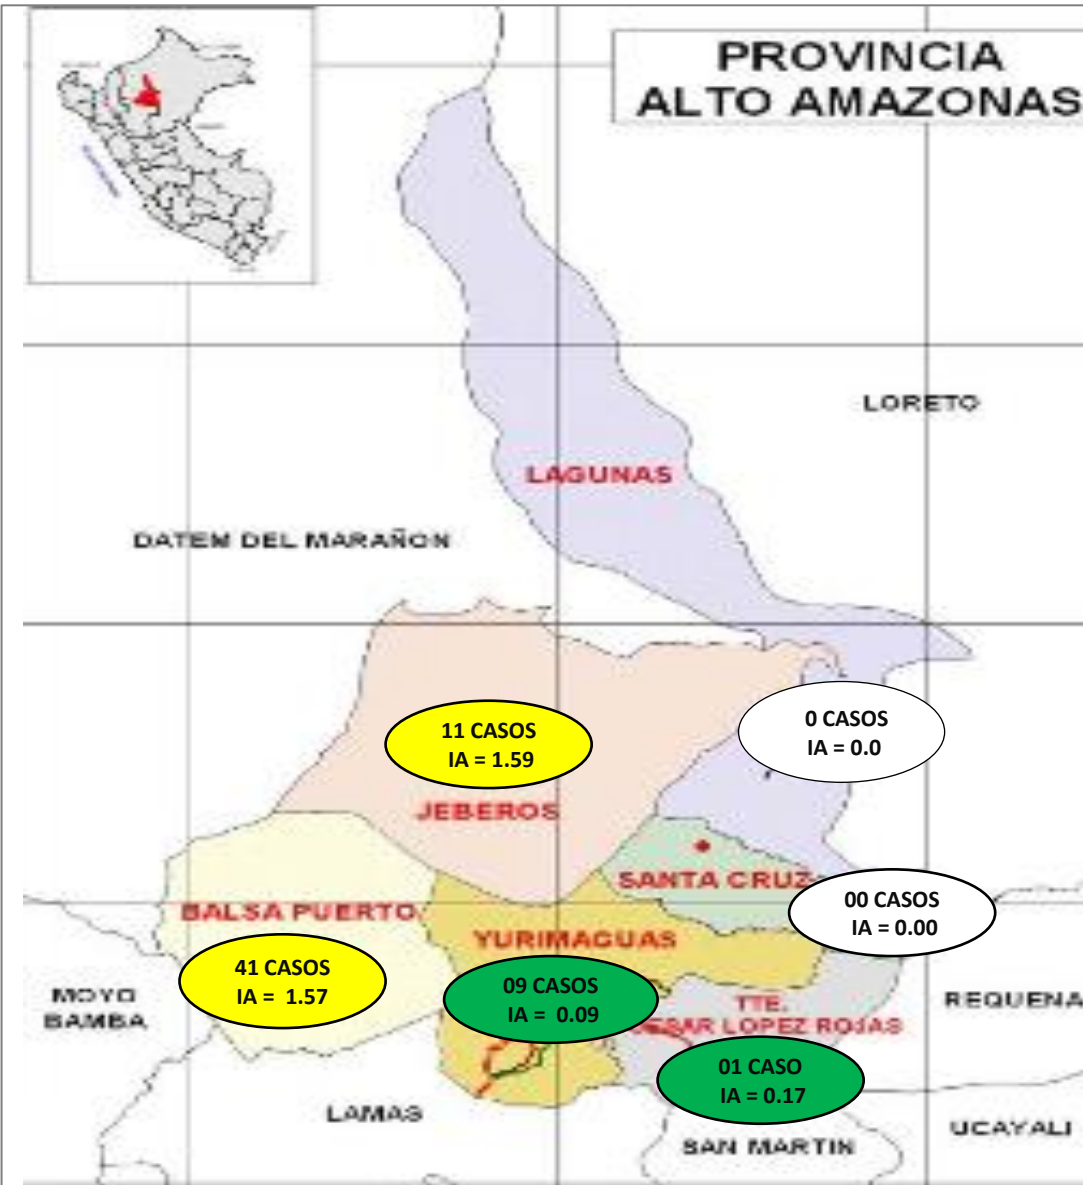 PROVINCIA
ALTO AMAZONAS
LORETO
LAGUNAS
DATEM DEL MARAÑON
11 CASOS
IA = 1.59
0 CASOS
IA = 0.0
JEBEROS
SANTA CRUZ
00 CASOS
IA = 0.00
BALSA PUERTO
YURIMAGUAS
41 CASOS
IA = 1.57
09 CASOS
IA = 0.09
MOYO
BAMBA
TTE.
ESAR LOPEZ ROJAS
REQUENA
01 CASO
IA = 0.17
LAMAS
SAN MARTIN
UCAYALI